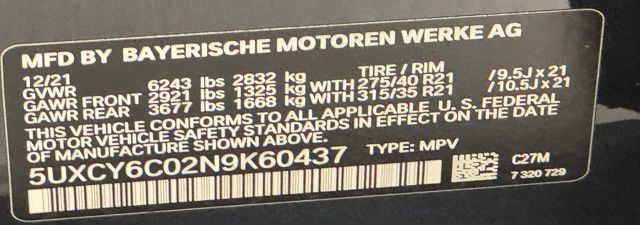 MFD BY BAYERISCHE MOTOREN WERKE AG
12/21 TIRE / RIM
GVWR 6243 lbs 2832 kg
GAWR FRONT 2921 lbs 1325 kg WITH 275/40 R21 / 9.5J x 21
GAWR REAR 3677 lbs 1668 kg WITH 315/35 R21 / 10.5J x 21
THIS VEHICLE CONFORMS TO ALL APPLICABLE U. S. FEDERAL
MOTOR VEHICLE SAFETY STANDARDS IN EFFECT ON THE DATE
OF MANUFACTURE SHOWN ABOVE.
5UXCY6C02N9K60437 TYPE: MPV
C27M
7 320 729